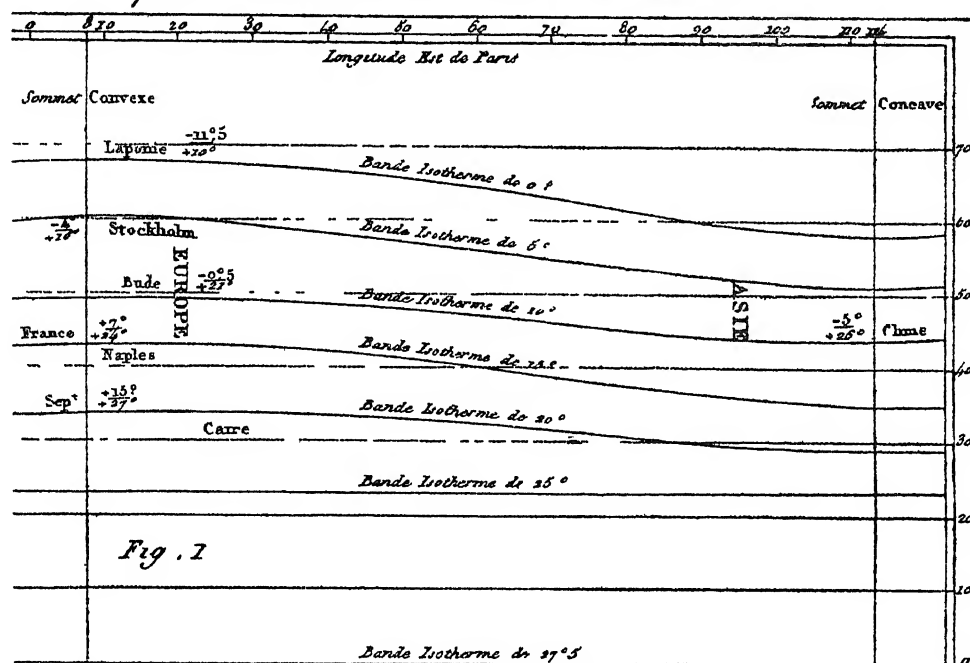 0 8 10 20 30 40 50 60 70 80 90 100 110 116
Longitude Est de Paris
Sommet Convexe
Sommet Concave
Laponie -11°,5 +10°
70
Bande Isotherme de 0°
-4° Stockholm
60
Bande Isotherme de 5°
EUROPE
Bude -0°5 +21°
ASIE
50
Bande Isotherme de 10°
France +7° +24°
-5° +26° Chine
Naples
Bande Isotherme de 15°
40
Sept +15° +27°
Bande Isotherme de 20°
Caire
30
Bande Isotherme de 25°
20
Fig. I
10
Bande Isotherme de 27°5
0